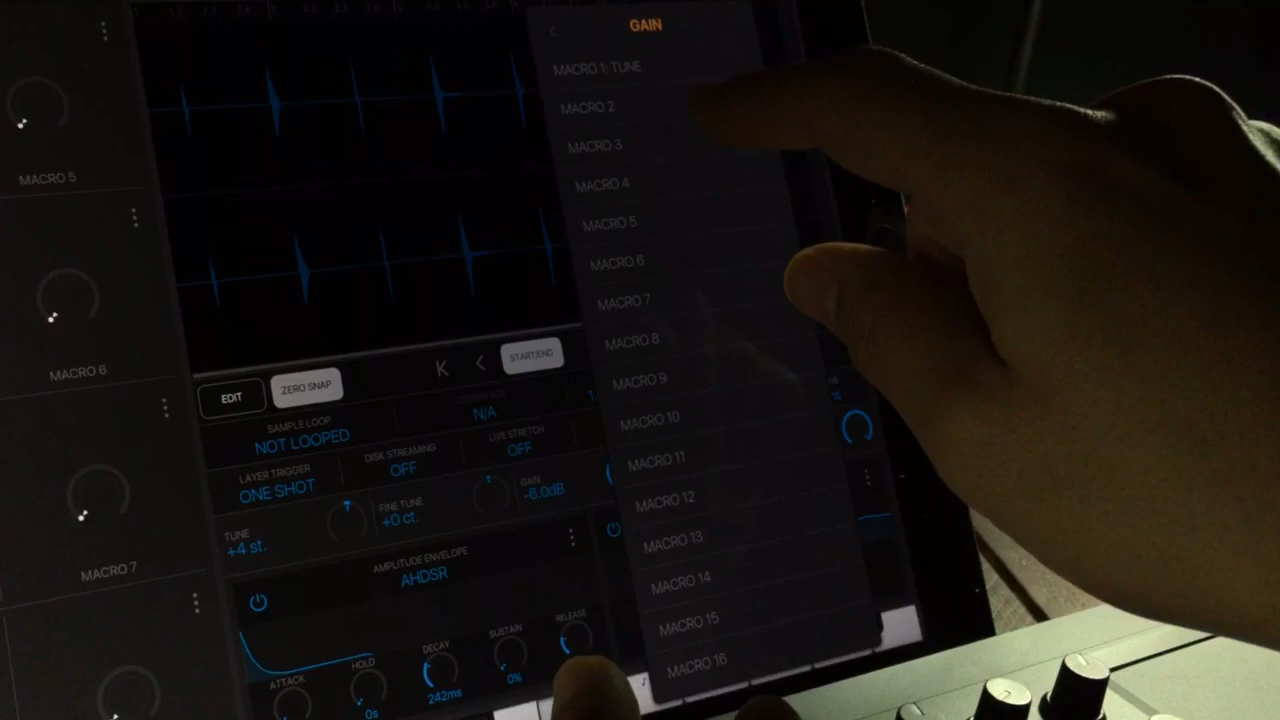 GAIN
MACRO 1: TUNE
MACRO 2
MACRO 3
MACRO 4
MACRO 5
MACRO 6
MACRO 7
MACRO 8
MACRO 9
MACRO 10
MACRO 11
MACRO 12
MACRO 13
MACRO 14
MACRO 15
MACRO 16
MACRO 5
MACRO 6
MACRO 7
EDIT
ZERO SNAP
START/END
SAMPLE LOOP
NOT LOOPED
N/A
LAYER TRIGGER
ONE SHOT
DISK STREAMING
OFF
LIVE STRETCH
OFF
TUNE
+4 st.
FINE TUNE
+0 ct.
GAIN
-6.0dB
AMPLITUDE ENVELOPE
AHDSR
ATTACK
HOLD
0s
DECAY
242ms
SUSTAIN
0%
RELEASE